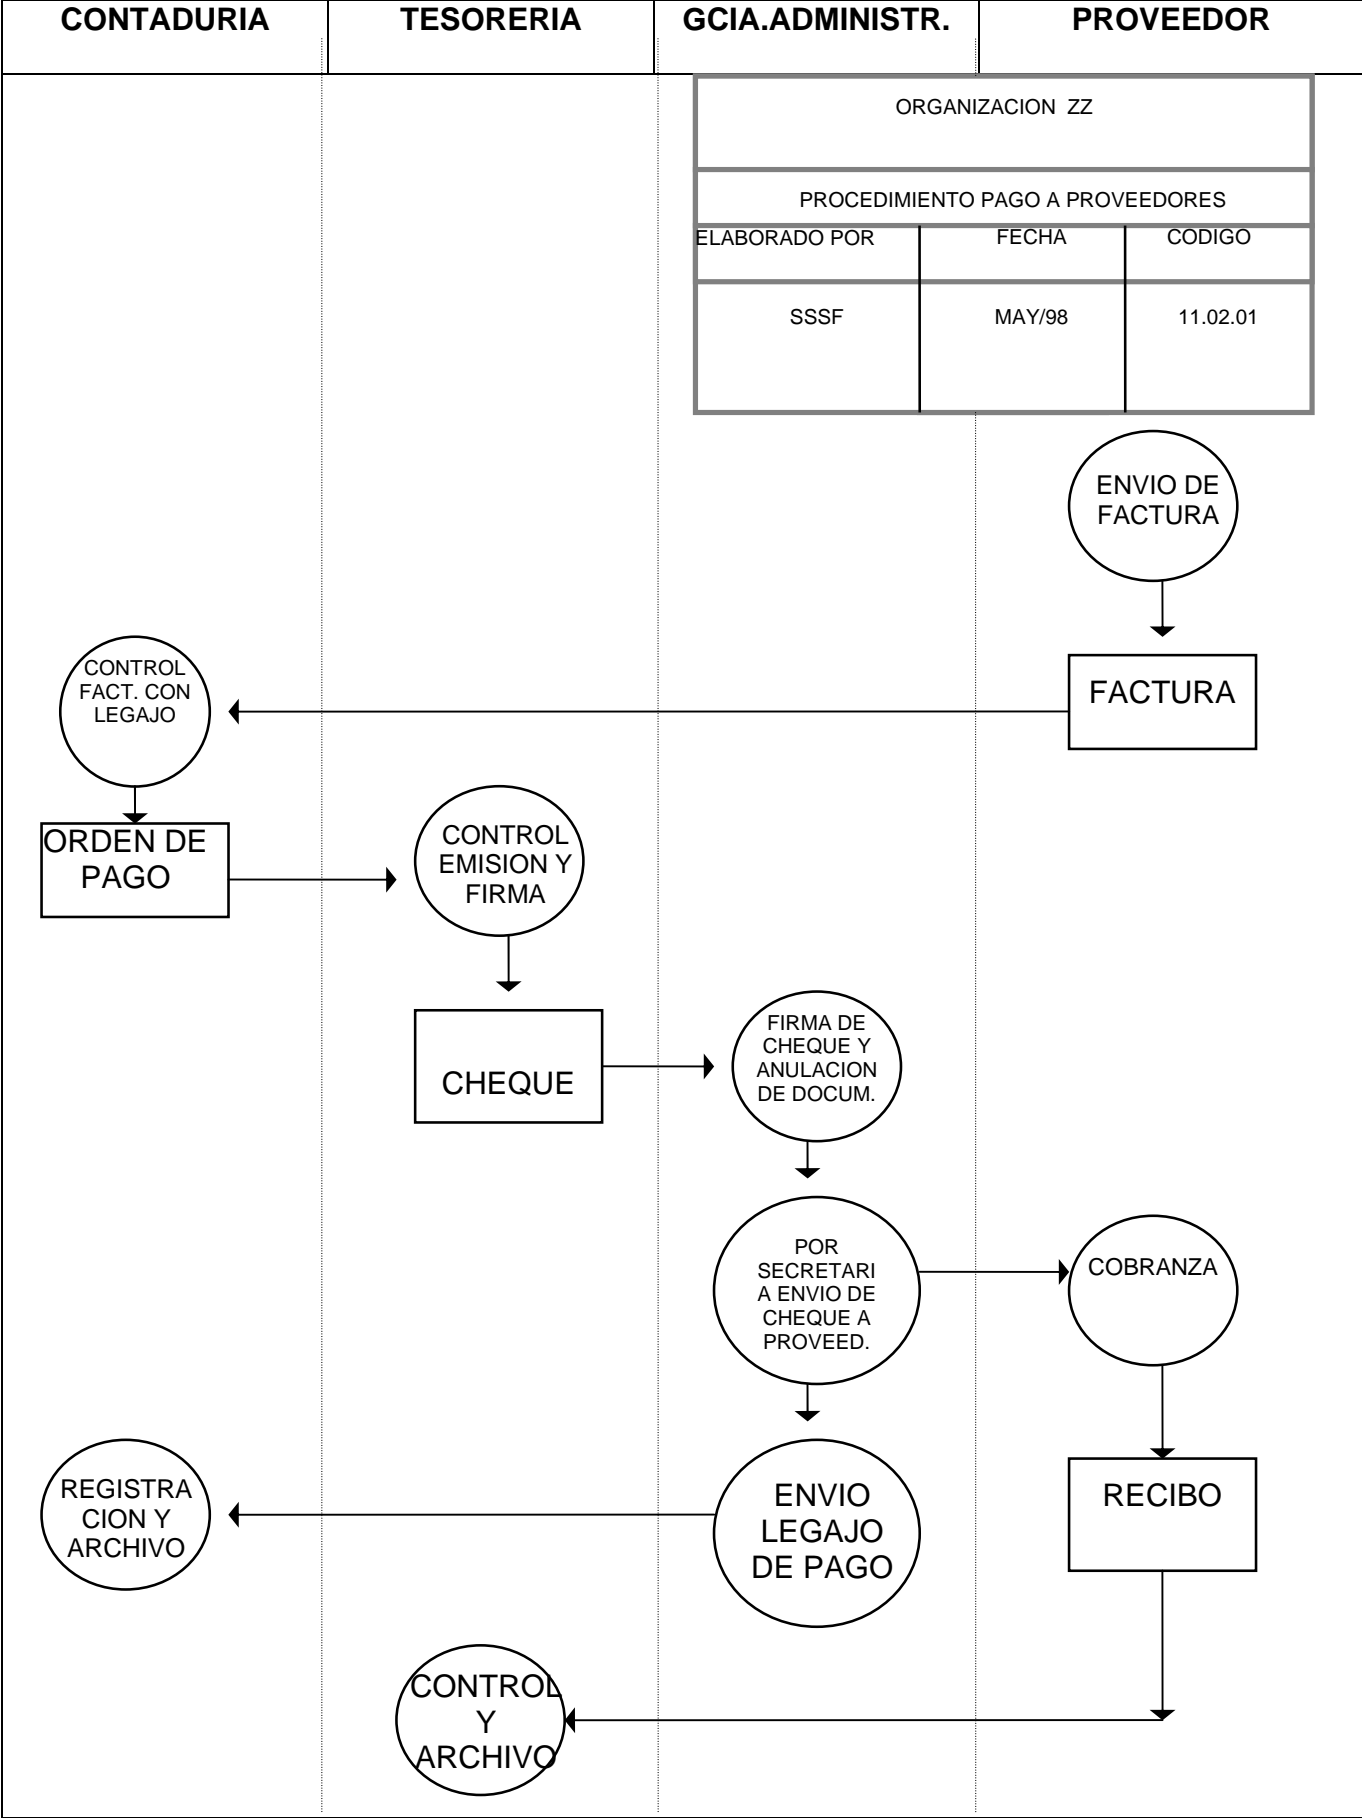 CONTADURIA
TESORERIA
GCIA.ADMINISTR.
PROVEEDOR
ORGANIZACION ZZ
PROCEDIMIENTO PAGO A PROVEEDORES
ELABORADO POR
FECHA
CODIGO
SSSF
MAY/98
11.02.01
ENVIO DE
FACTURA
FACTURA
CONTROL
FACT. CON
LEGAJO
ORDEN DE
PAGO
CONTROL
EMISION Y
FIRMA
CHEQUE
FIRMA DE
CHEQUE Y
ANULACION
DE DOCUM.
POR
SECRETARI
A ENVIO DE
CHEQUE A
PROVEED.
COBRANZA
RECIBO
ENVIO
LEGAJO
DE PAGO
REGISTRA
CION Y
ARCHIVO
CONTROL
Y
ARCHIVO